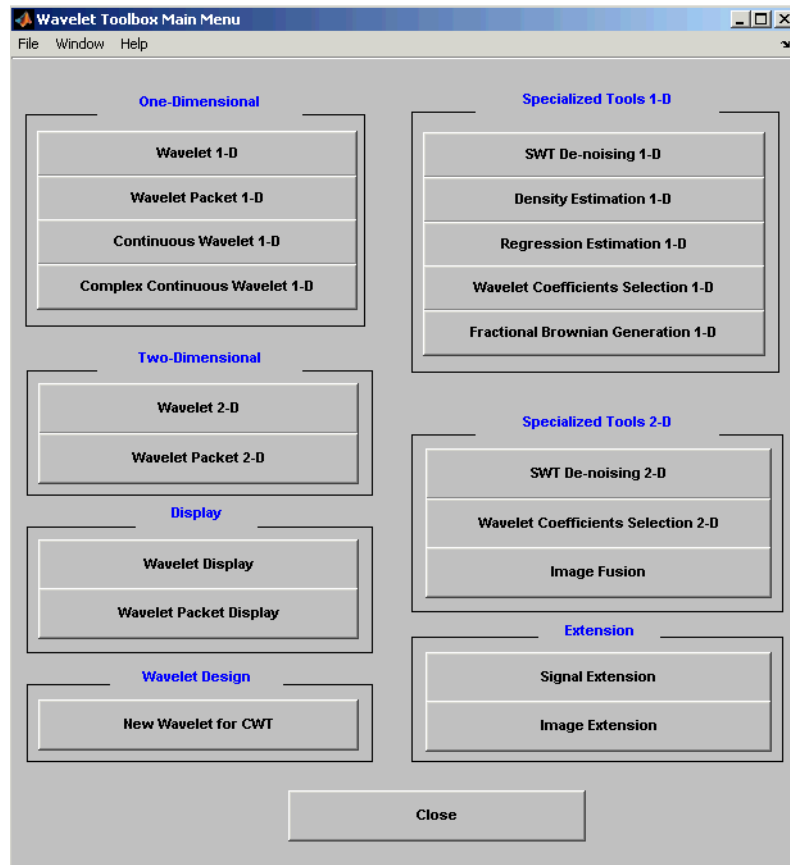 Wavelet Toolbox Main Menu
File Window Help
One-Dimensional
Wavelet 1-D
Wavelet Packet 1-D
Continuous Wavelet 1-D
Complex Continuous Wavelet 1-D
Two-Dimensional
Wavelet 2-D
Wavelet Packet 2-D
Display
Wavelet Display
Wavelet Packet Display
Wavelet Design
New Wavelet for CWT
Specialized Tools 1-D
SWT De-noising 1-D
Density Estimation 1-D
Regression Estimation 1-D
Wavelet Coefficients Selection 1-D
Fractional Brownian Generation 1-D
Specialized Tools 2-D
SWT De-noising 2-D
Wavelet Coefficients Selection 2-D
Image Fusion
Extension
Signal Extension
Image Extension
Close